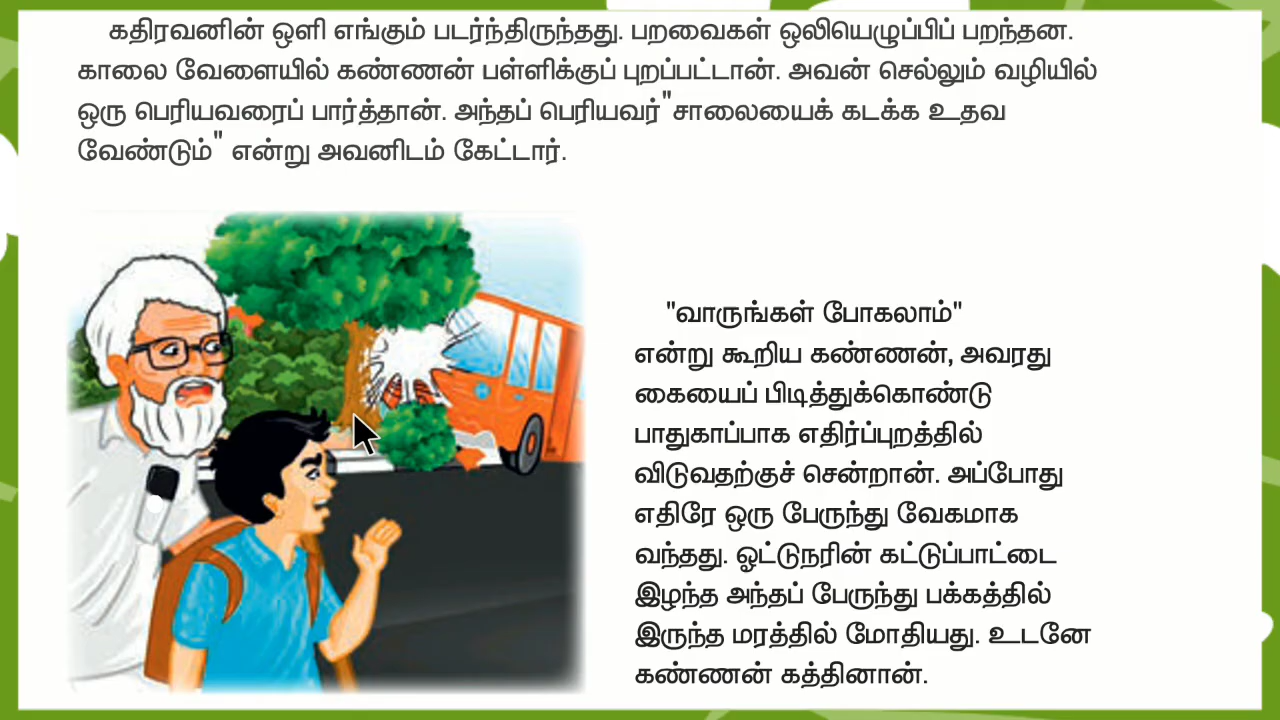 கதிரவனின் ஒளி எங்கும் படர்ந்திருந்தது. பறவைகள் ஒலியெழுப்பிப் பறந்தன.
காலை வேளையில் கண்ணன் பள்ளிக்குப் புறப்பட்டான். அவன் செல்லும் வழியில்
ஒரு பெரியவரைப் பார்த்தான். அந்தப் பெரியவர்"சாலையைக் கடக்க உதவ
வேண்டும்" என்று அவனிடம் கேட்டார்.
"வாருங்கள் போகலாம்"
என்று கூறிய கண்ணன், அவரது
கையைப் பிடித்துக்கொண்டு
பாதுகாப்பாக எதிர்ப்புறத்தில்
விடுவதற்குச் சென்றான். அப்போது
எதிரே ஒரு பேருந்து வேகமாக
வந்தது. ஓட்டுநரின் கட்டுப்பாட்டை
இழந்த அந்தப் பேருந்து பக்கத்தில்
இருந்த மரத்தில் மோதியது. உடனே
கண்ணன் கத்தினான்.